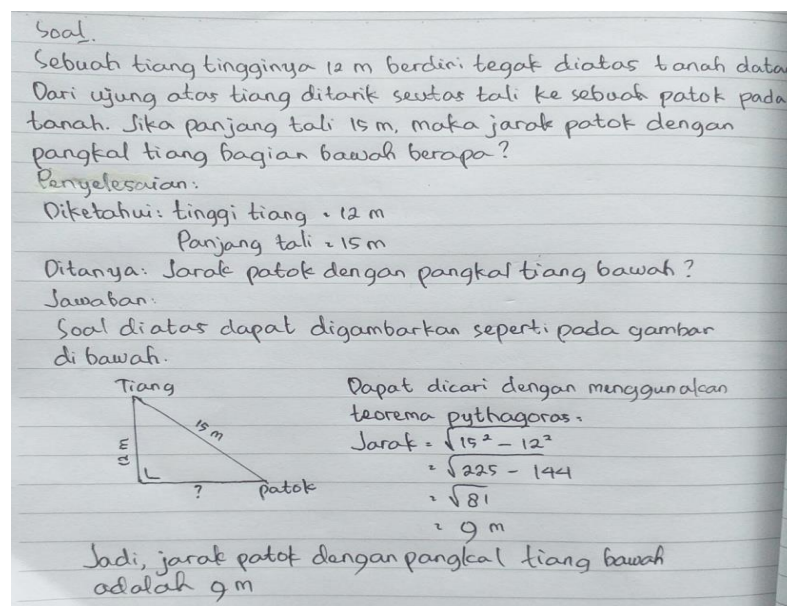 Soal.
Sebuah tiang tingginya 12 m berdiri tegak diatas tanah data
Dari ujung atas tiang ditarik seutas tali ke sebuah patok pada
tanah. Jika panjang tali 15 m, maka jarak patok dengan
pangkal tiang bagian bawah berapa?
Penyelesaian:
Diketahui: tinggi tiang = 12 m
Panjang tali = 15 m
Ditanya: Jarak patok dengan pangkal tiang bawah?
Jawaban:
Soal diatas dapat digambarkan seperti pada gambar
di bawah.
Tiang
15 m
12 m
?
patok
Dapat dicari dengan menggunakan
teorema pythagoras.
Jarak = √15² - 12²
= √225 - 144
= √81
= 9 m
Jadi, jarak patok dengan pangkal tiang bawah
adalah 9 m